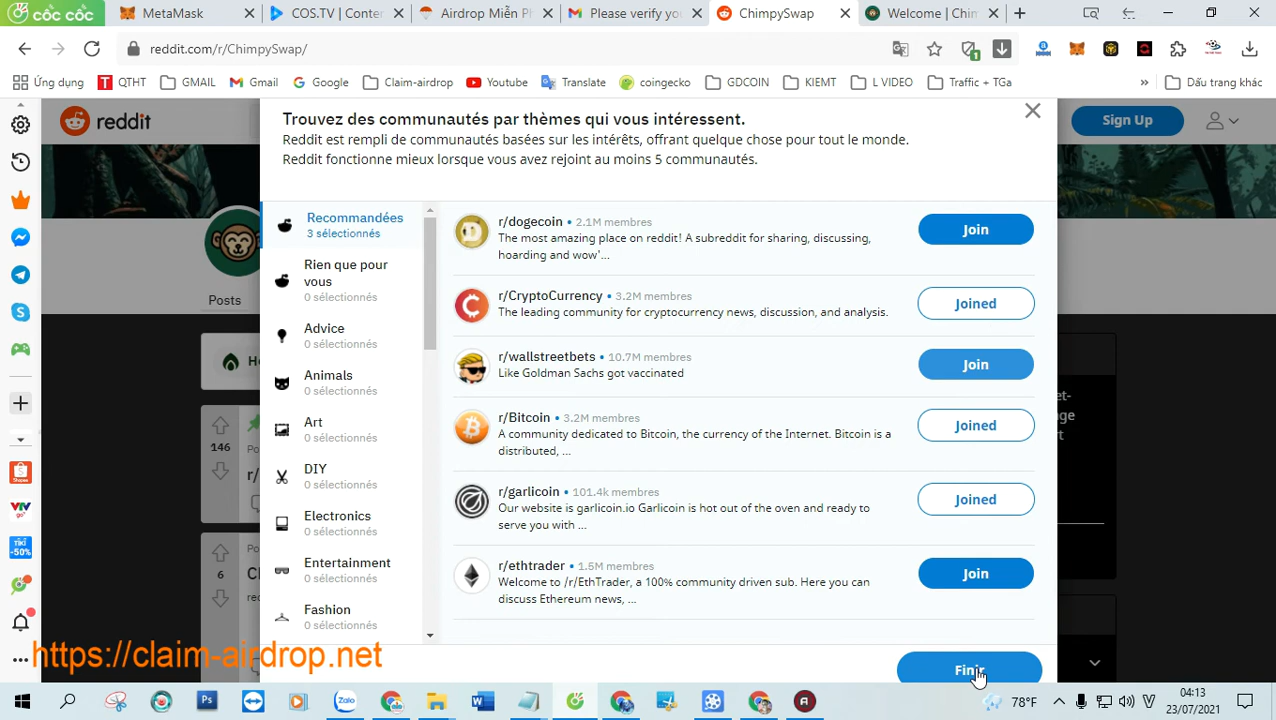 cốc cốc MetaMask COS.TV | Conten Airdrop Hunt Please verify yo ChimpySwap Welcome | Chim
reddit.com/r/ChimpySwap/
Ứng dụng QTHT GMAIL Gmail Google Claim-airdrop Youtube Translate coingecko GDCOIN KIEMT L VIDEO Traffic + TGa » Dấu trang khác
reddit
Sign Up
Trouvez des communautés par thèmes qui vous intéressent.
Reddit est rempli de communautés basées sur les intérêts, offrant quelque chose pour tout le monde.
Reddit fonctionne mieux lorsque vous avez rejoint au moins 5 communautés.
Posts
146
6
Recommandées
3 sélectionnés
Rien que pour
vous
0 sélectionnés
Advice
0 sélectionnés
Animals
0 sélectionnés
Art
0 sélectionnés
DIY
0 sélectionnés
Electronics
0 sélectionnés
Entertainment
0 sélectionnés
Fashion
0 sélectionnés
r/dogecoin • 2.1M membres
The most amazing place on reddit! A subreddit for sharing, discussing,
hoarding and wow'...
Join
r/CryptoCurrency • 3.2M membres
The leading community for cryptocurrency news, discussion, and analysis.
Joined
r/wallstreetbets • 10.7M membres
Like Goldman Sachs got vaccinated
Join
r/Bitcoin • 3.2M membres
A community dedicated to Bitcoin, the currency of the Internet. Bitcoin is a
distributed, ...
Joined
r/garlicoin • 101.4k membres
Our website is garlicoin.io Garlicoin is hot out of the oven and ready to
serve you with ...
Joined
r/ethtrader • 1.5M membres
Welcome to /r/EthTrader, a 100% community driven sub. Here you can
discuss Ethereum news, ...
Join
Finir
https://claim-airdrop.net
78°F
04:13
23/07/2021